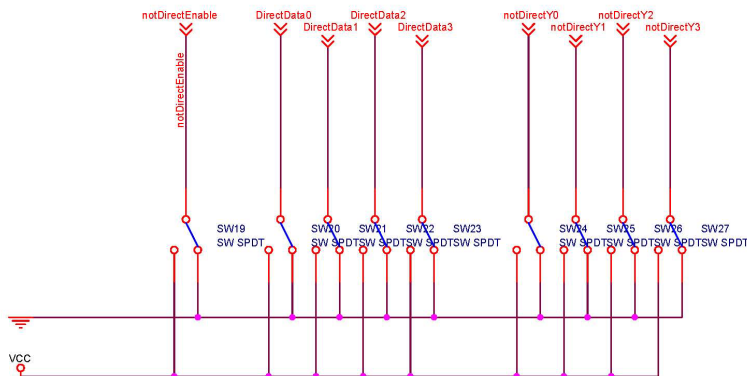 notDirectEnable
DirectData0
DirectData2
notDirectY0
notDirectY2
DirectData1
DirectData3
notDirectY1
notDirectY3
notDirectEnable
SW19
SW SPDT
SW20
SW SPDT
SW21
SW SPDT
SW22
SW SPDT
SW23
SW SPDT
SW24
SW SPDT
SW25
SW SPDT
SW26
SW SPDT
SW27
SW SPDT
VCC